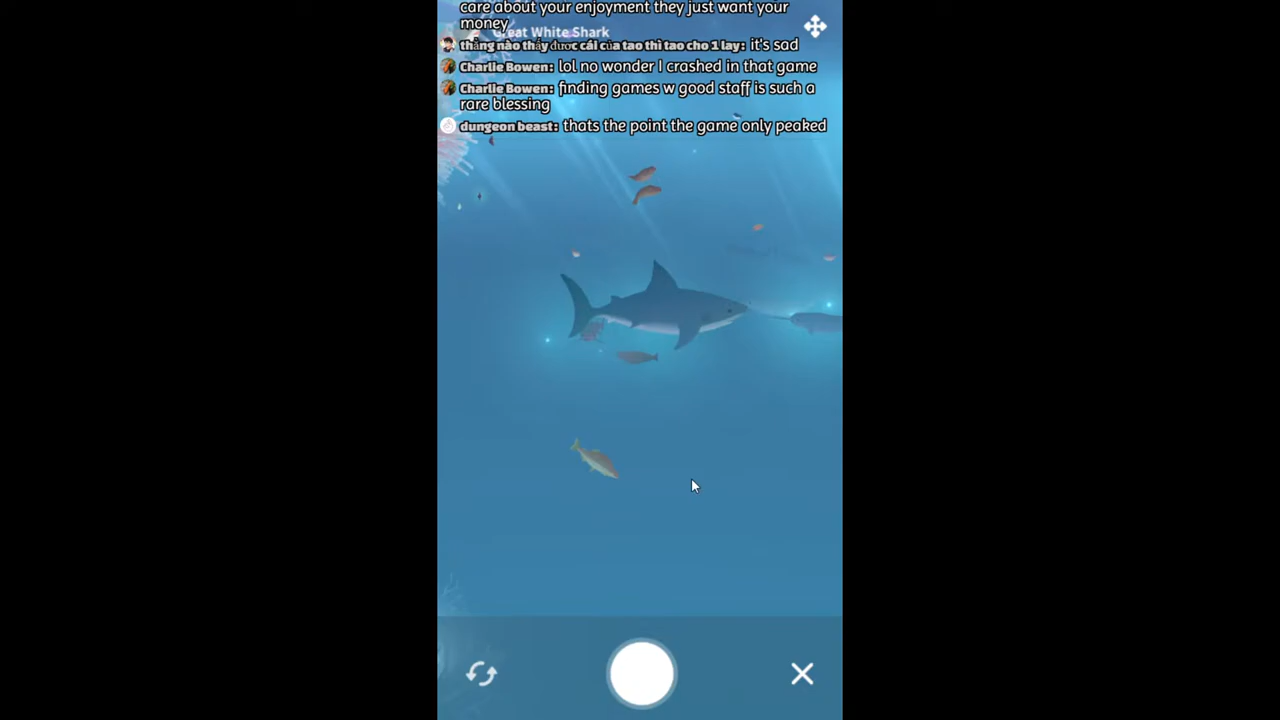 care about your enjoyment they just want your
money
Great White Shark
thằng nào thấy được cái của tao thì tao cho 1 lay: it's sad
Charlie Bowen: lol no wonder I crashed in that game
Charlie Bowen: finding games w good staff is such a
rare blessing
dungeon beast: thats the point the game only peaked